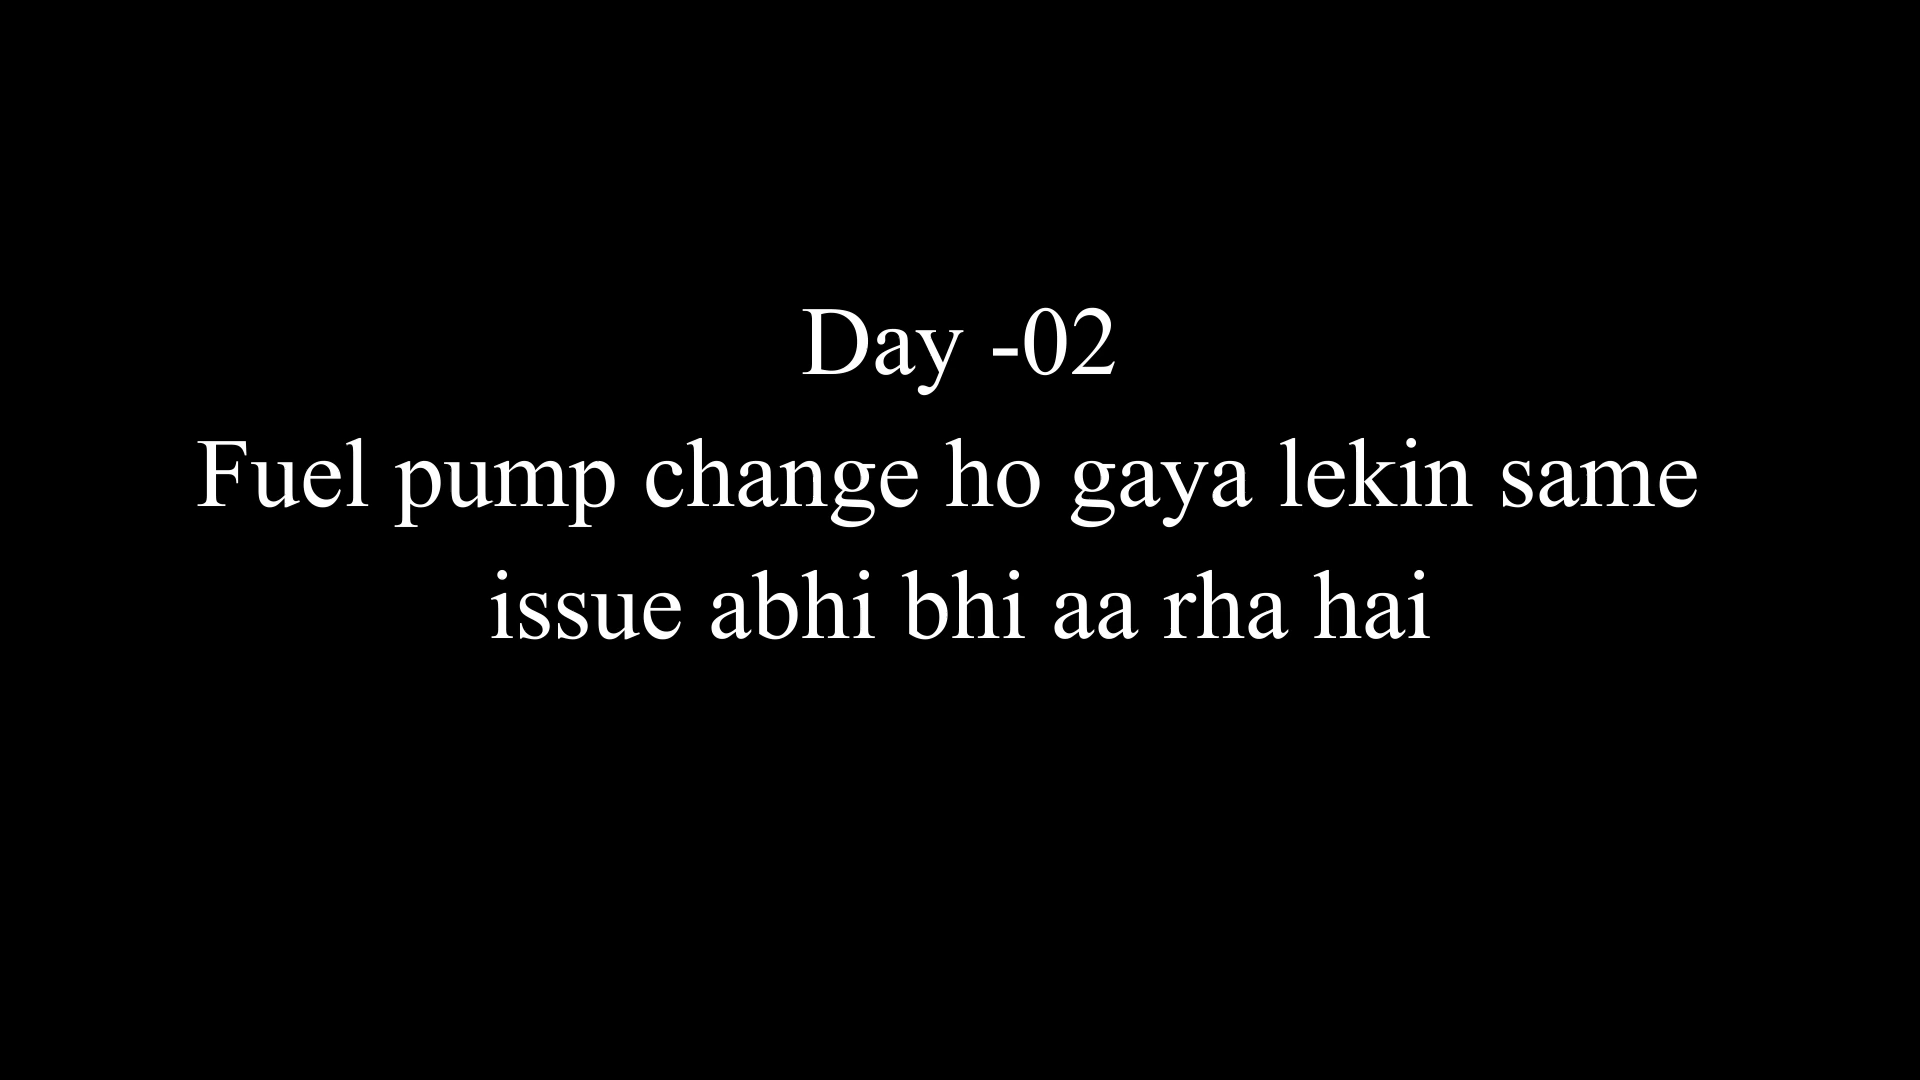 Day -02
Fuel pump change ho gaya lekin same
issue abhi bhi aa rha hai